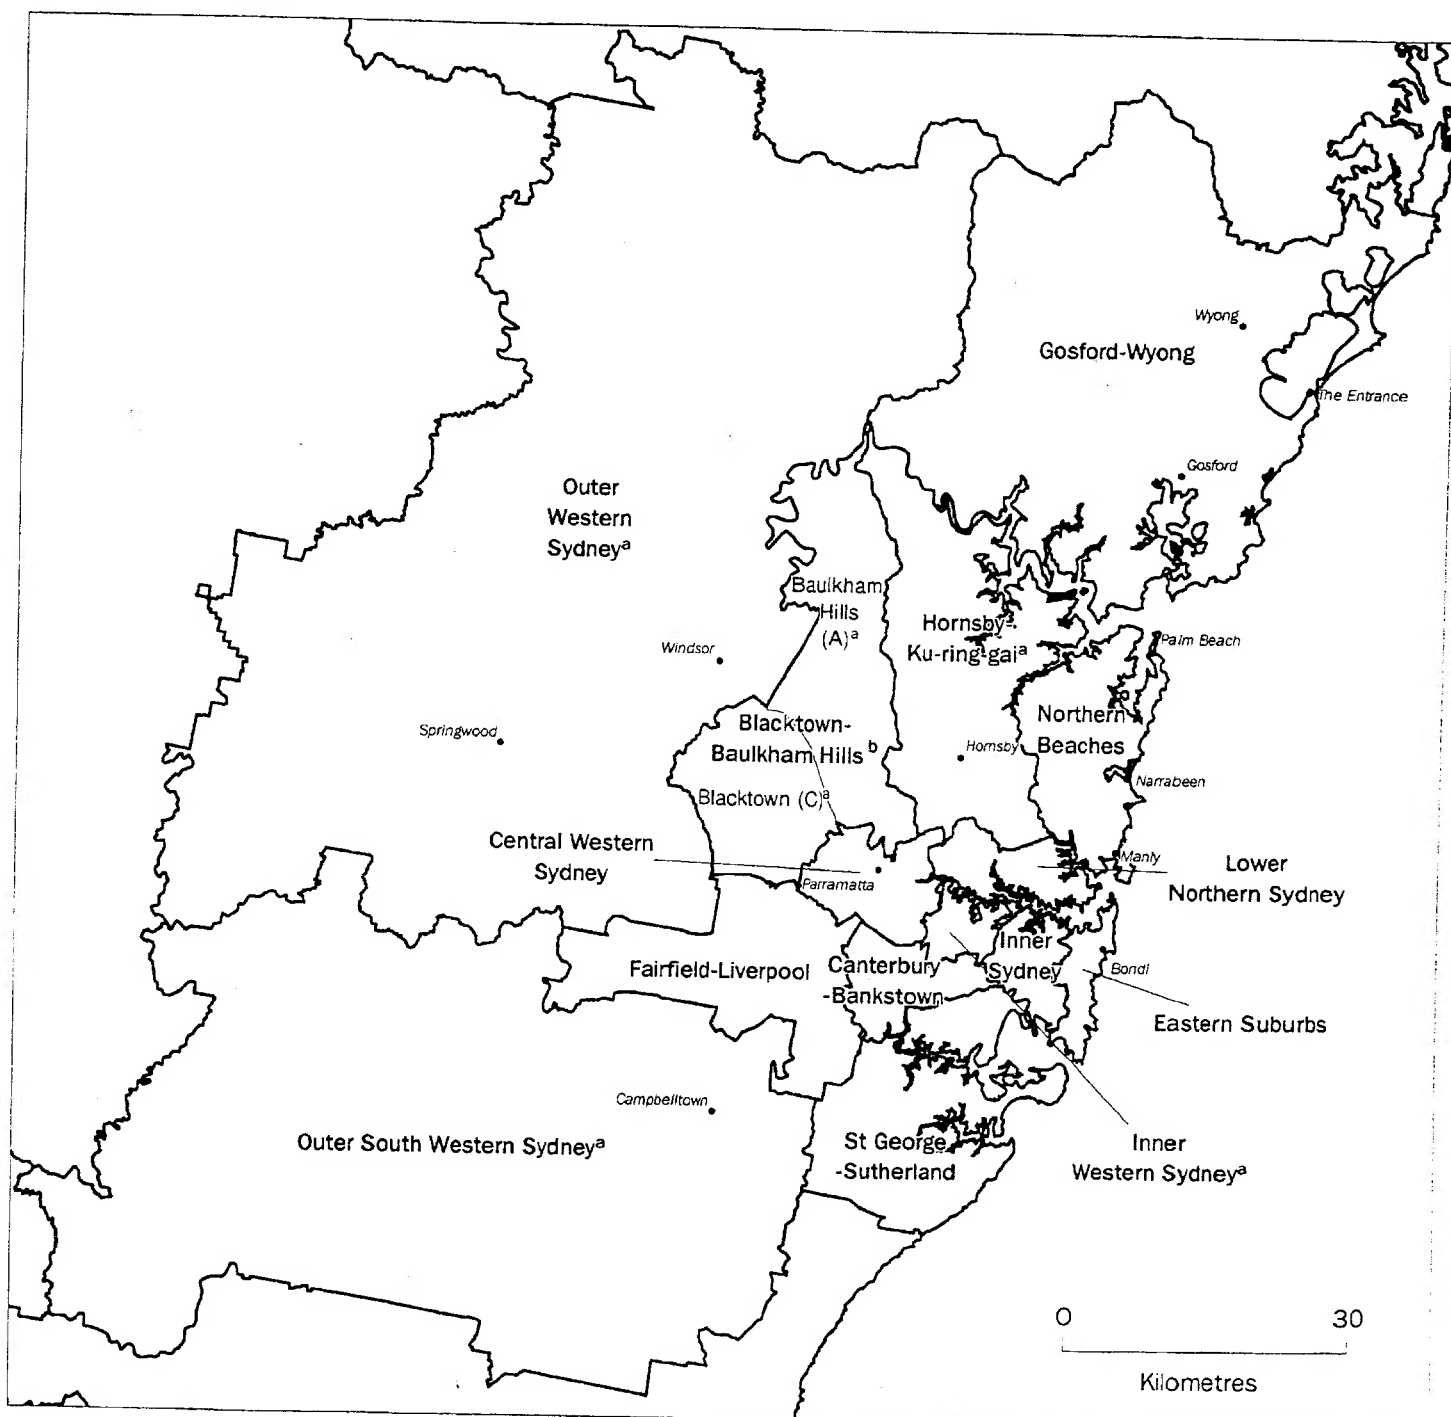 Wyong
Gosford-Wyong
The Entrance
Gosford
Outer
Western
Sydneyª
Baulkham
Hills
(A)ª
Hornsby-
Ku-ring-gaiª
Palm Beach
Windsor
Northern
Beaches
Blacktown-
Baulkham Hillsᵇ
Springwood
Hornsby
Narrabeen
Blacktown (C)ª
Central Western
Sydney
Manly
Lower
Northern Sydney
Parramatta
Inner
Sydney
Fairfield-Liverpool
Canterbury
-Bankstown
Bondi
Eastern Suburbs
Campbelltown
Outer South Western Sydneyª
St George
-Sutherland
Inner
Western Sydneyª
0 30
Kilometres